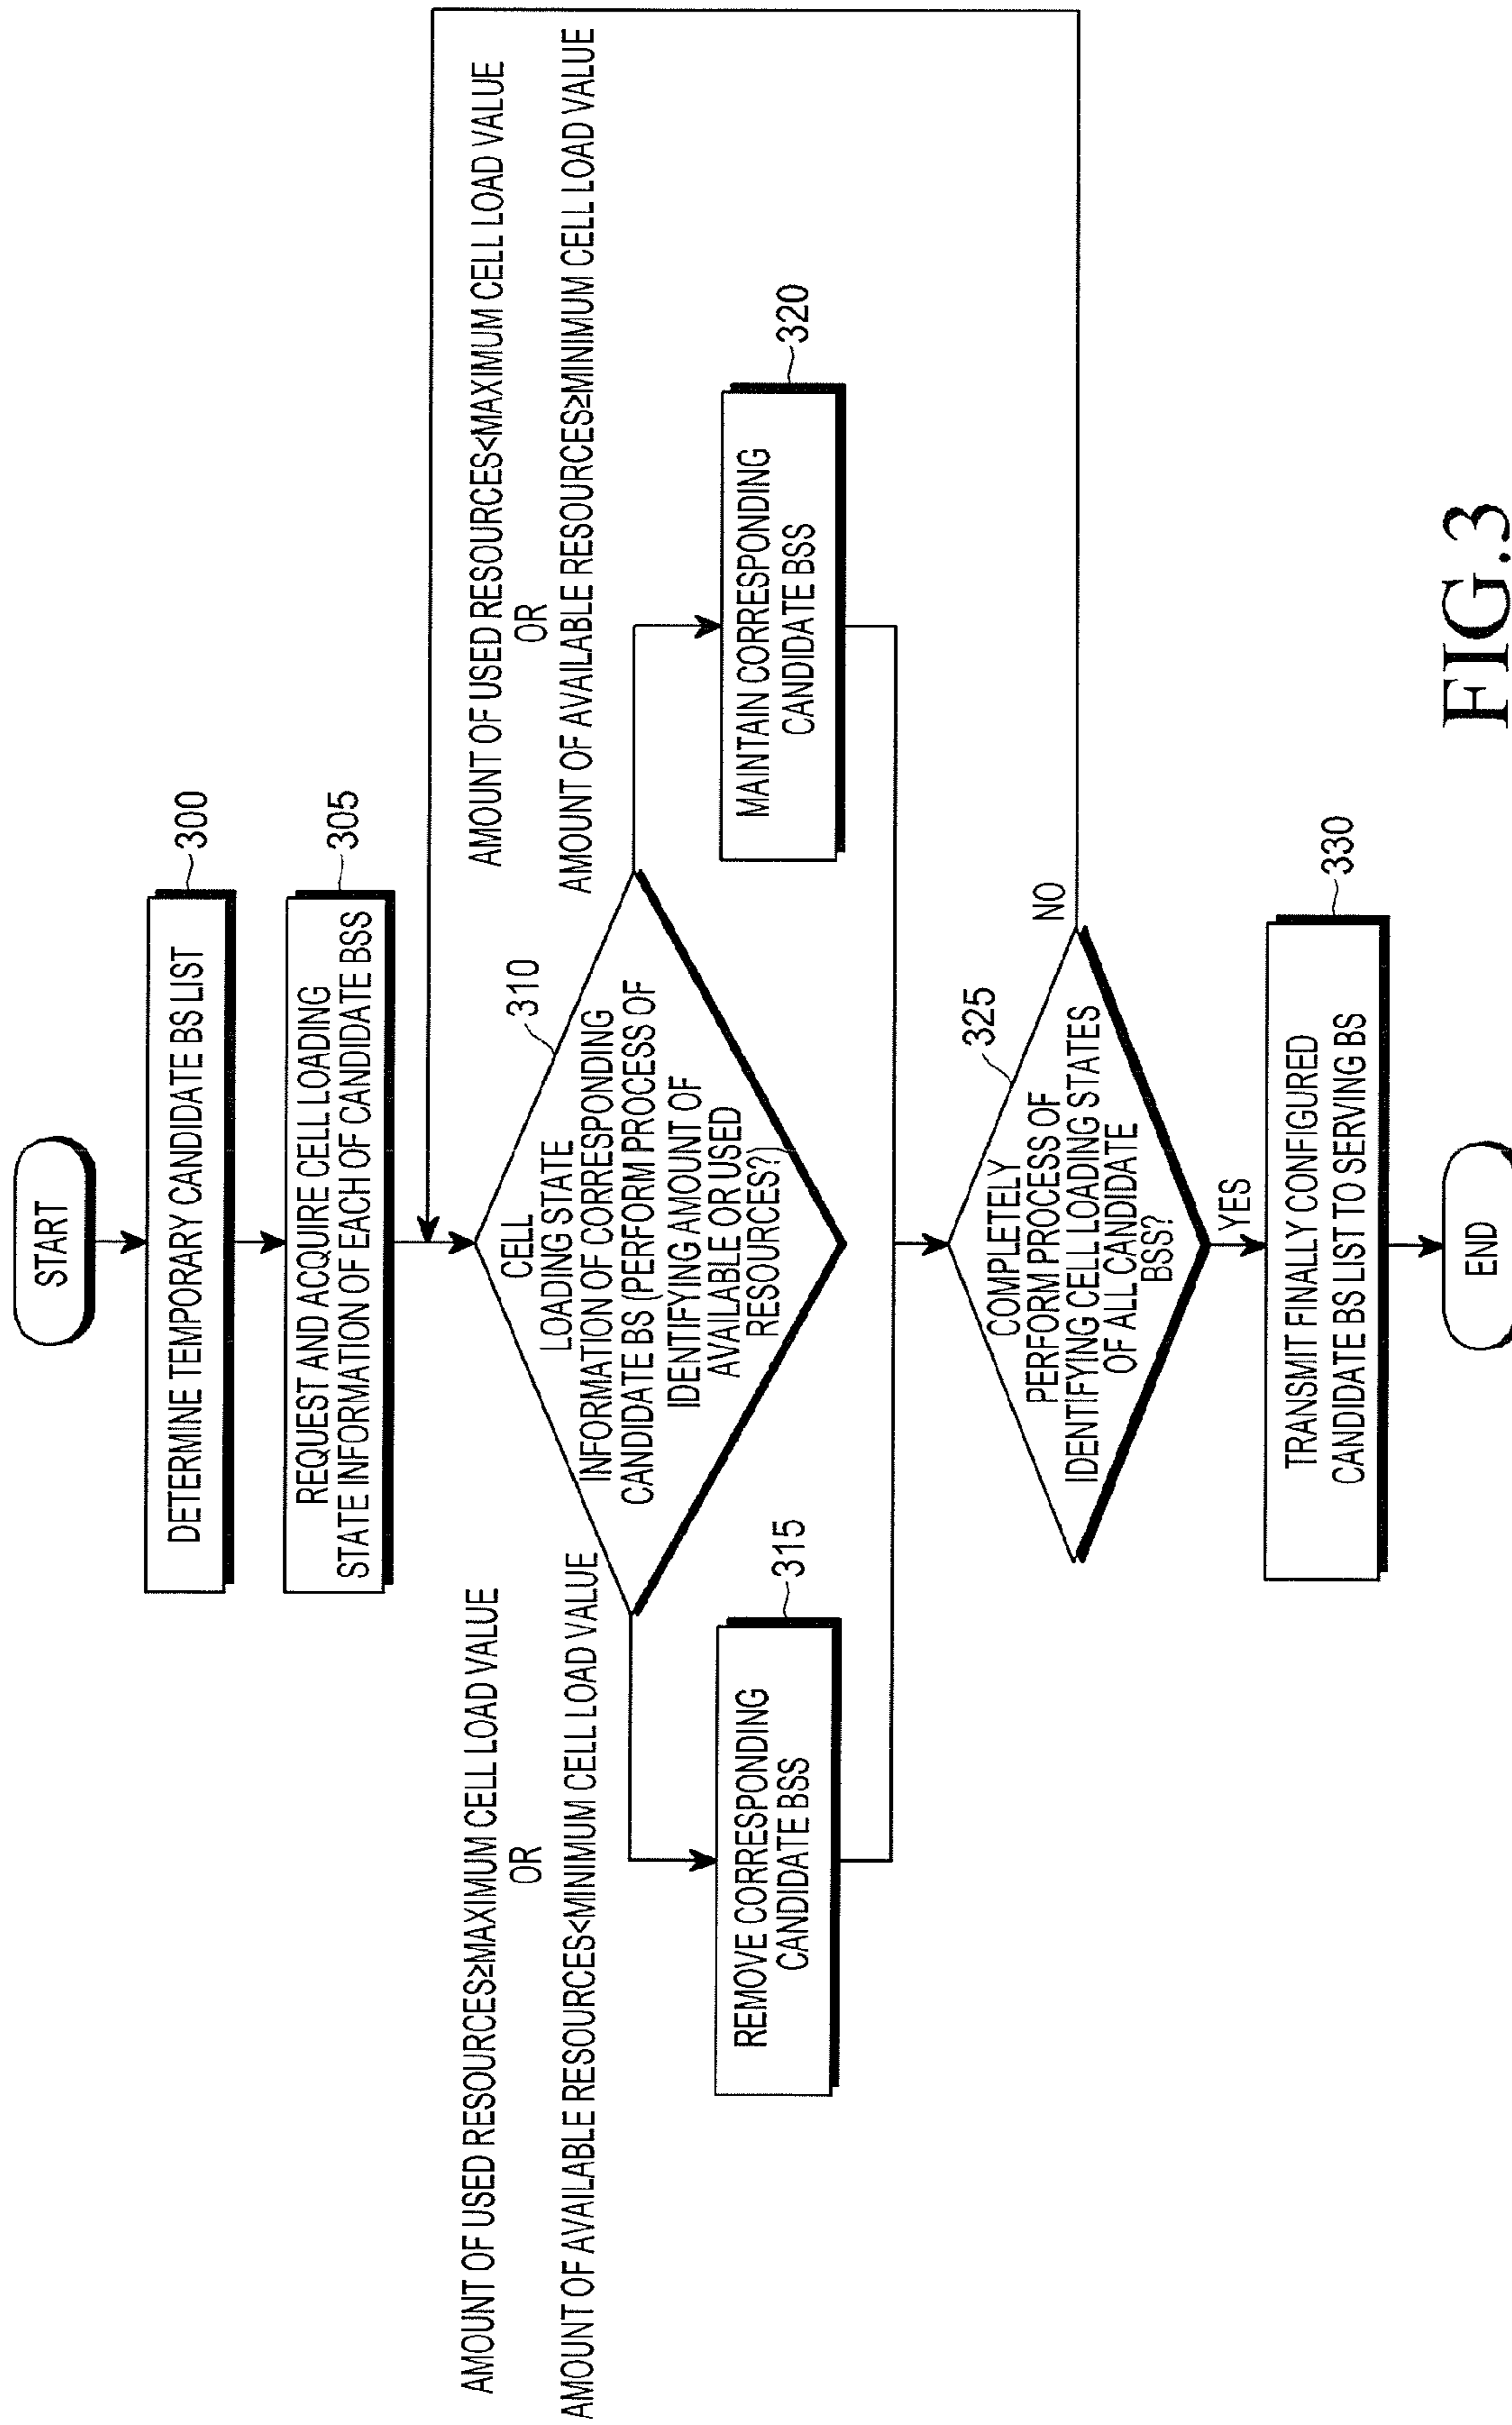 START
DETERMINE TEMPORARY CANDIDATE BS LIST
300
REQUEST AND ACQUIRE CELL LOADING
STATE INFORMATION OF EACH OF CANDIDATE BSS
305
AMOUNT OF USED RESOURCES≥MAXIMUM CELL LOAD VALUE
OR
AMOUNT OF AVAILABLE RESOURCES<MINIMUM CELL LOAD VALUE
CELL
LOADING STATE
INFORMATION OF CORRESPONDING
CANDIDATE BS (PERFORM PROCESS OF
IDENTIFYING AMOUNT OF
AVAILABLE OR USED
RESOURCES?)
310
AMOUNT OF USED RESOURCES<MAXIMUM CELL LOAD VALUE
OR
AMOUNT OF AVAILABLE RESOURCES≥MINIMUM CELL LOAD VALUE
REMOVE CORRESPONDING
CANDIDATE BSS
315
MAINTAIN CORRESPONDING
CANDIDATE BSS
320
COMPLETELY
PERFORM PROCESS OF
IDENTIFYING CELL LOADING STATES
OF ALL CANDIDATE
BSS?
325
NO
YES
TRANSMIT FINALLY CONFIGURED
CANDIDATE BS LIST TO SERVING BS
330
END
FIG.3